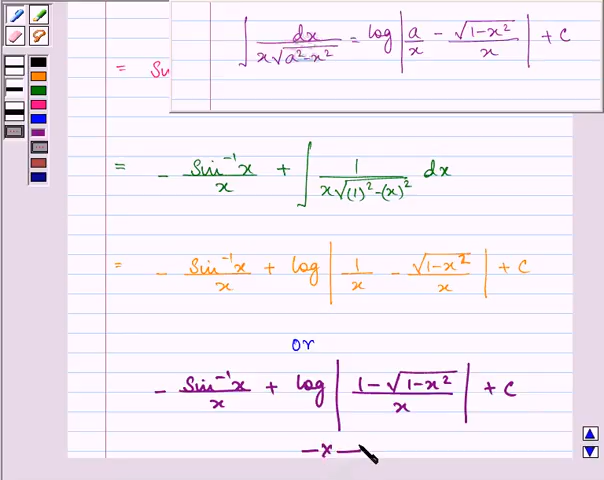 ∫ dx / x√(a²-x²) = log | a/x - √(1-x²)/x | + C
= Sin
= - Sin⁻¹x / x + ∫ 1 / x√((1)²-(x)²) dx
= - Sin⁻¹x / x + log | 1/x - √(1-x²)/x | + C
or
- Sin⁻¹x / x + log | (1-√(1-x²)) / x | + C
—x—